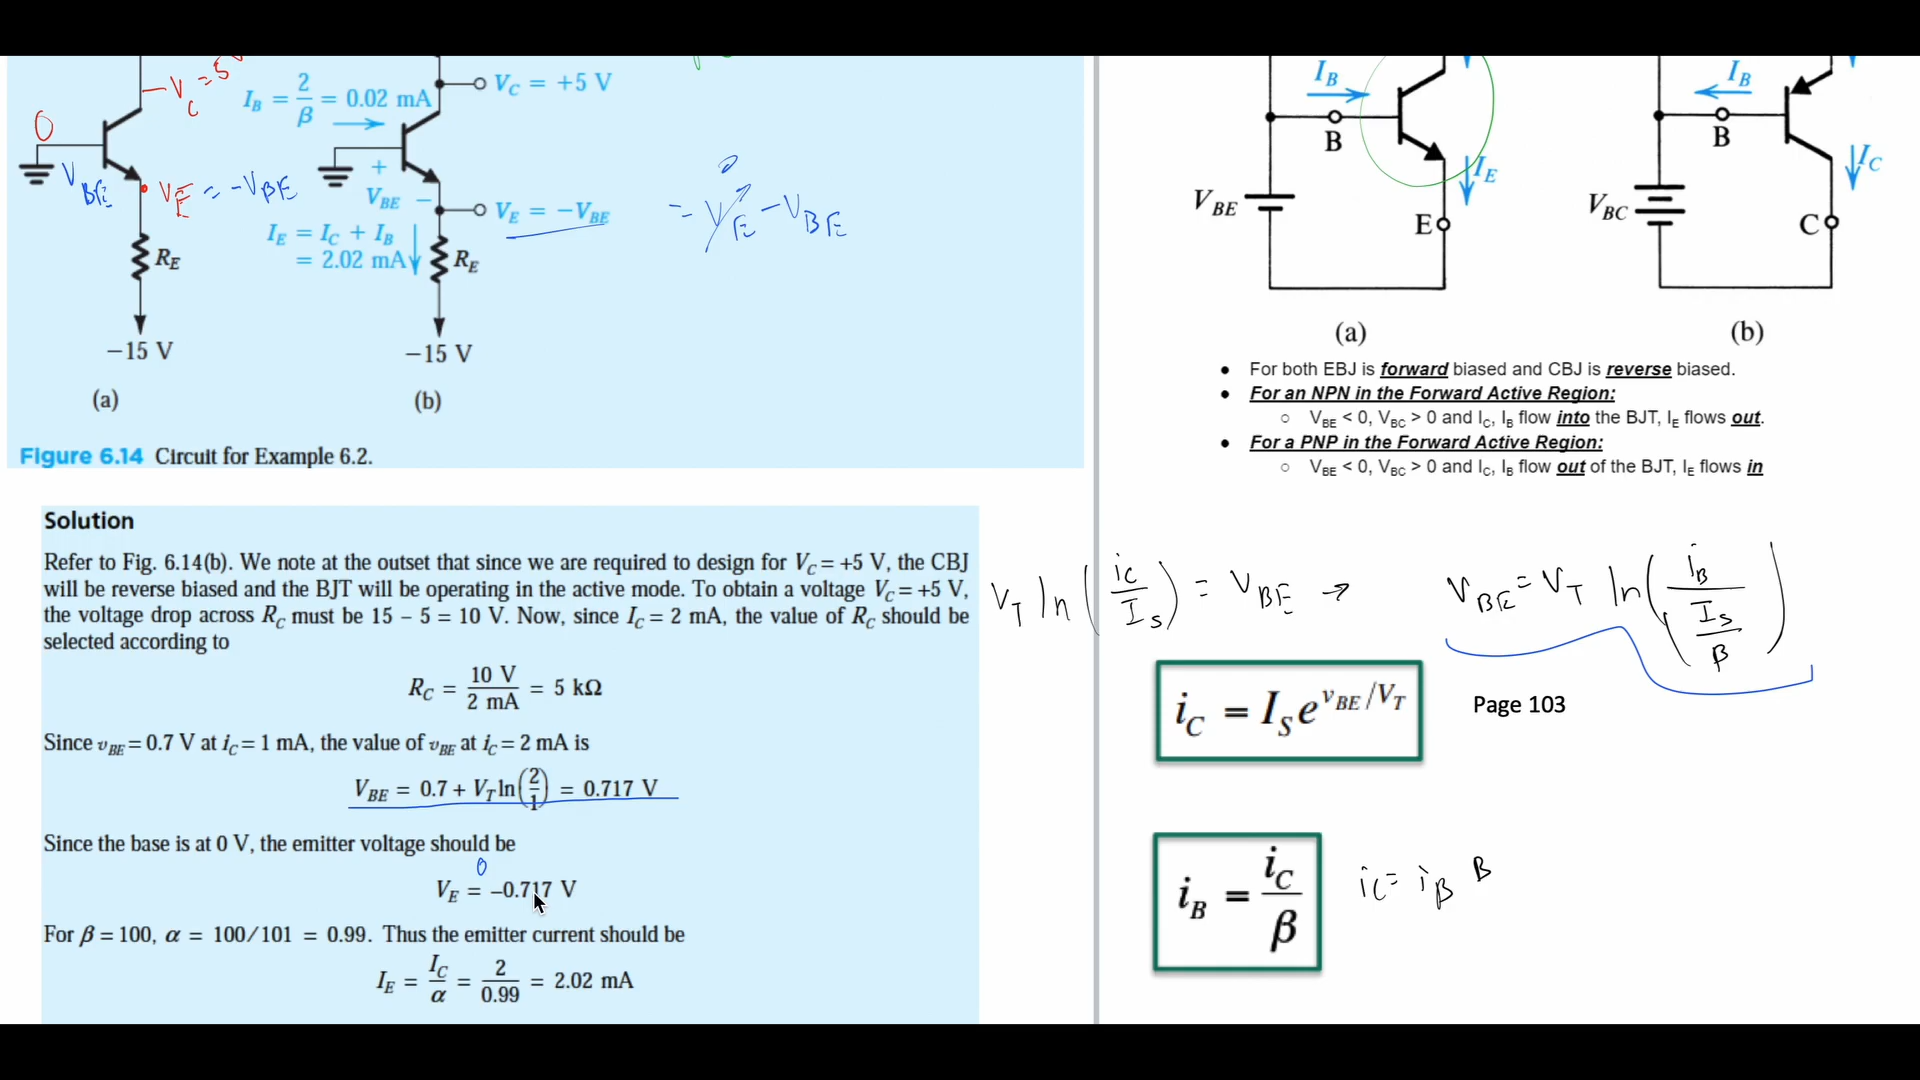 V_C = 5
0
V_BE
V_E = -V_BE
R_E
−15 V
(a)
I_B = 2/β = 0.02 mA
V_C = +5 V
+
V_BE −
V_E = −V_BE
I_E = I_C + I_B
= 2.02 mA
R_E
−15 V
(b)
0
= V_E - V_BE
Figure 6.14 Circuit for Example 6.2.
Solution
Refer to Fig. 6.14(b). We note at the outset that since we are required to design for V_C = +5 V, the CBJ
will be reverse biased and the BJT will be operating in the active mode. To obtain a voltage V_C = +5 V,
the voltage drop across R_C must be 15 – 5 = 10 V. Now, since I_C = 2 mA, the value of R_C should be
selected according to
R_C = 10 V / 2 mA = 5 kΩ
Since v_BE = 0.7 V at i_C = 1 mA, the value of v_BE at i_C = 2 mA is
V_BE = 0.7 + V_T ln(2/1) = 0.717 V
Since the base is at 0 V, the emitter voltage should be
0
V_E = −0.717 V
For β = 100, α = 100/101 = 0.99. Thus the emitter current should be
I_E = I_C/α = 2/0.99 = 2.02 mA
I_B
B
I_E
V_BE
E
(a)
I_B
B
I_C
V_BC
C
(b)
• For both EBJ is forward biased and CBJ is reverse biased.
• For an NPN in the Forward Active Region:
○ V_BE < 0, V_BC > 0 and I_C, I_B flow into the BJT, I_E flows out.
• For a PNP in the Forward Active Region:
○ V_BE < 0, V_BC > 0 and I_C, I_B flow out of the BJT, I_E flows in
V_T ln(i_C/I_S) = V_BE → V_BE = V_T ln(i_B/(I_S/β))
i_C = I_S e^(v_BE/V_T)
Page 103
i_B = i_C/β
i_C = i_B B